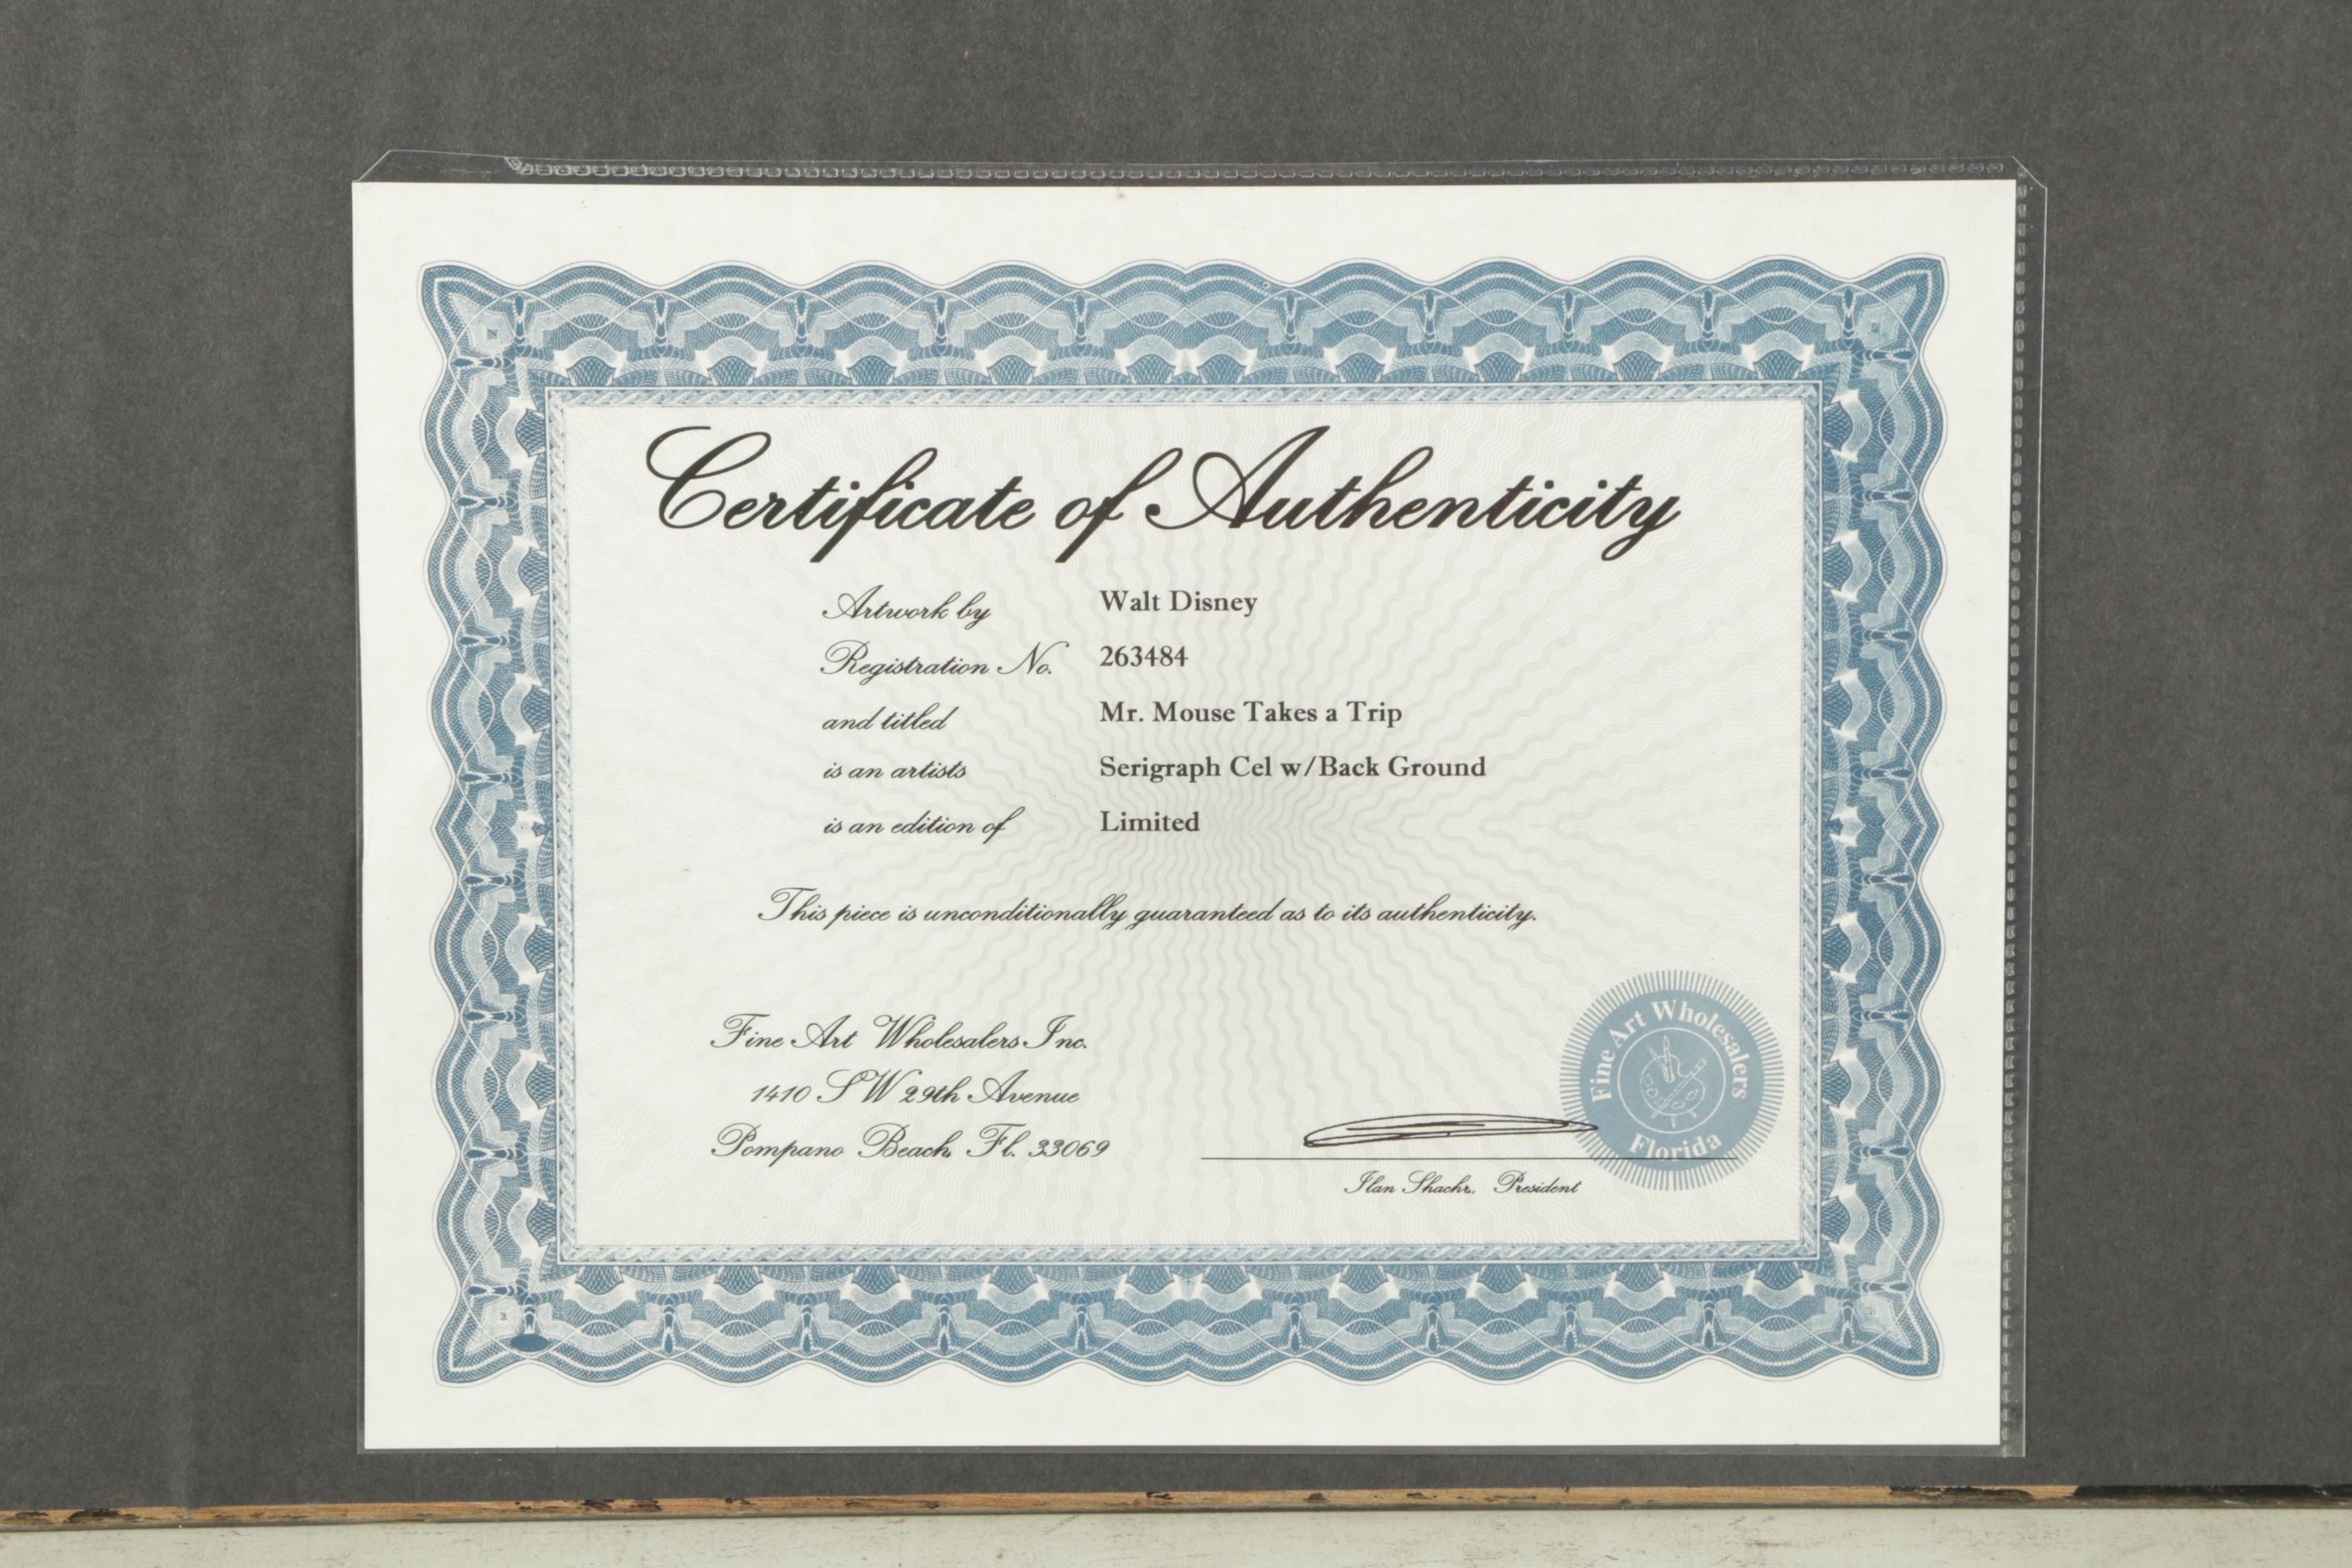 Certificate of Authenticity
Artwork by Walt Disney
Registration No. 263484
and titled Mr. Mouse Takes a Trip
is an artists Serigraph Cel w/Back Ground
is an edition of Limited
This piece is unconditionally guaranteed as to its authenticity.
Fine Art Wholesalers Inc.
1410 SW 29th Avenue
Pompano Beach, Fl. 33069
Fine Art Wholesalers
Florida
Ilan Shachr, President